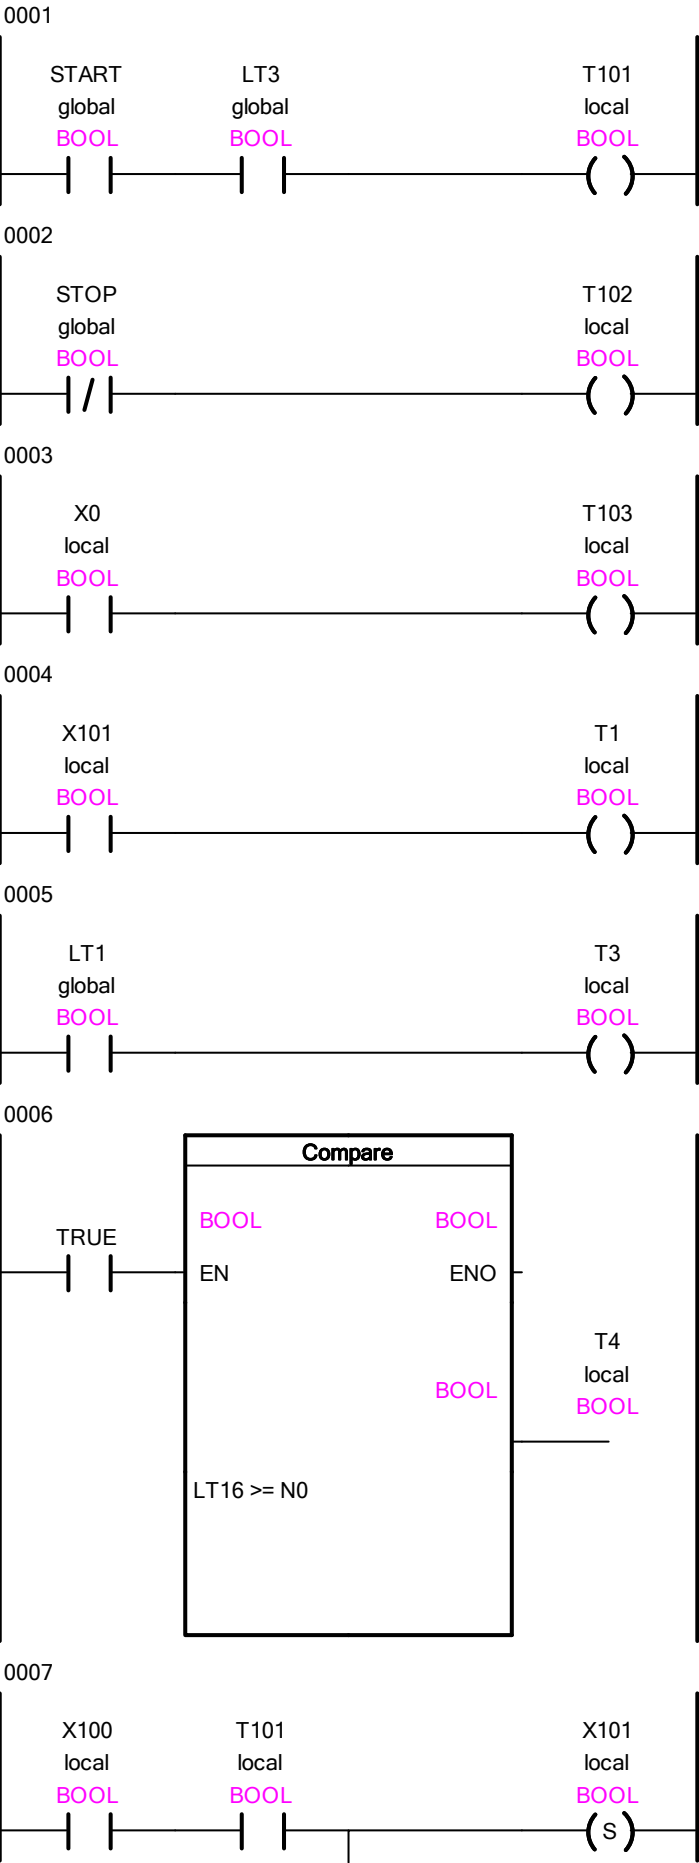 0001
START LT3 T101
global global local
BOOL BOOL BOOL
0002
STOP T102
global local
BOOL BOOL
0003
X0 T103
local local
BOOL BOOL
0004
X101 T1
local local
BOOL BOOL
0005
LT1 T3
global local
BOOL BOOL
0006
Compare
BOOL BOOL
TRUE
EN ENO
T4
local
BOOL BOOL
LT16 >= N0
0007
X100 T101 X101
local local local
BOOL BOOL BOOL
S